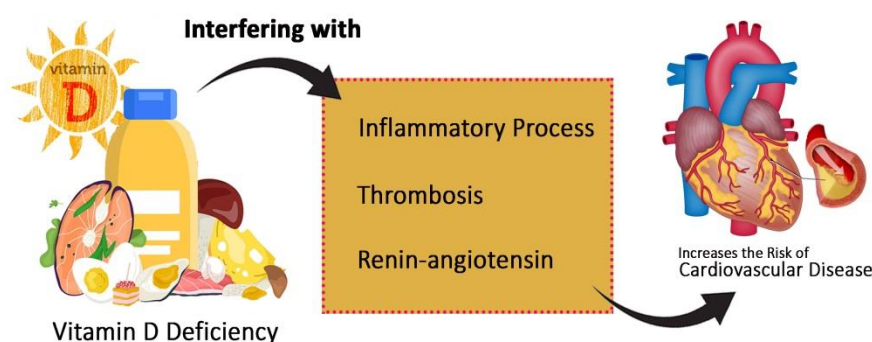 Interfering with
vitamin
D
Inflammatory Process
Thrombosis
Renin-angiotensin
Increases the Risk of
Cardiovascular Disease
Vitamin D Deficiency